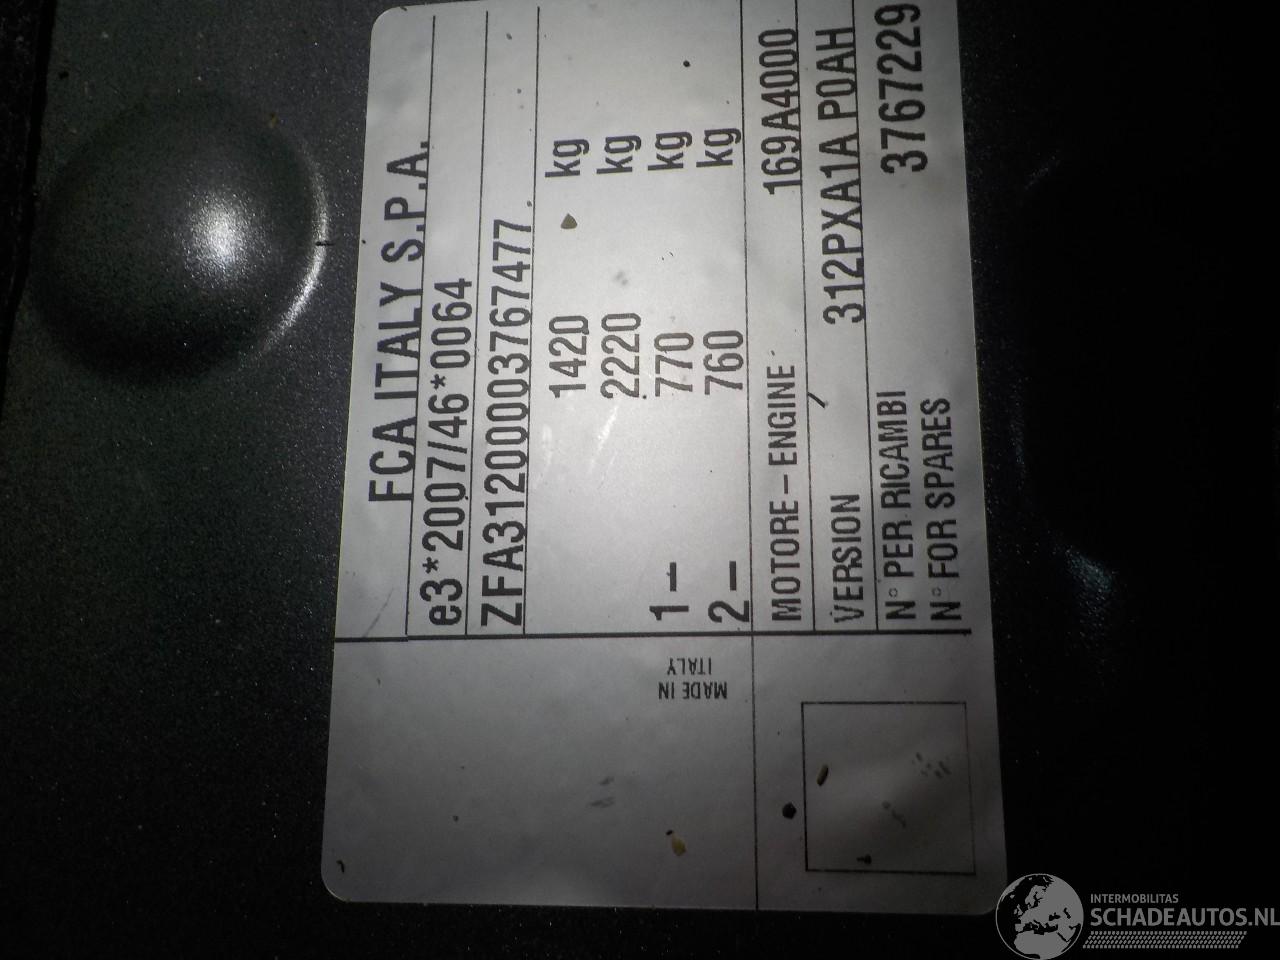 FCA ITALY S.P.A.
e3*2007/46*0064
ZFA31200003767477
1420 kg
2220 kg
1– 770 kg
2– 760 kg
MOTORE – ENGINE 169A4000
VERSION 312PXA1A P0AH
N° PER RICAMBI
N° FOR SPARES 3767229
MADE IN
ITALY
INTERMOBILITAS
SCHADEAUTOS.NL